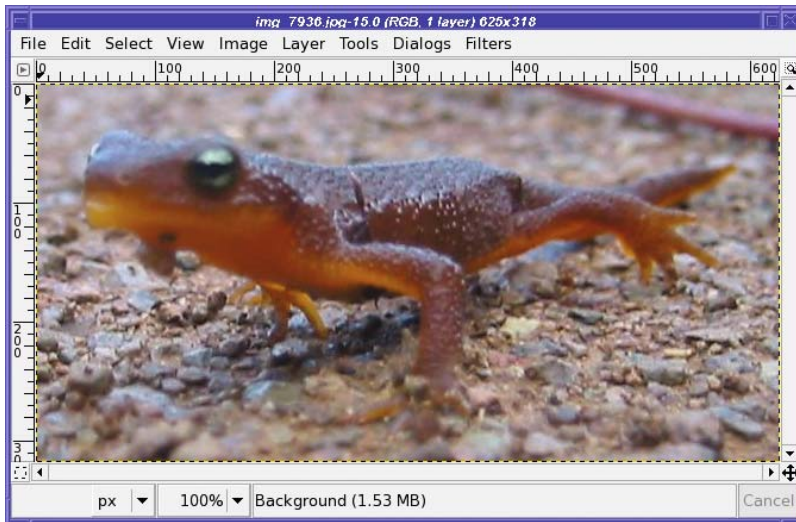 img_7936.jpg-15.0 (RGB, 1 layer) 625x318
File Edit Select View Image Layer Tools Dialogs Filters
0 100 200 300 400 500 600
0
100
200
30
px 100% Background (1.53 MB) Cancel